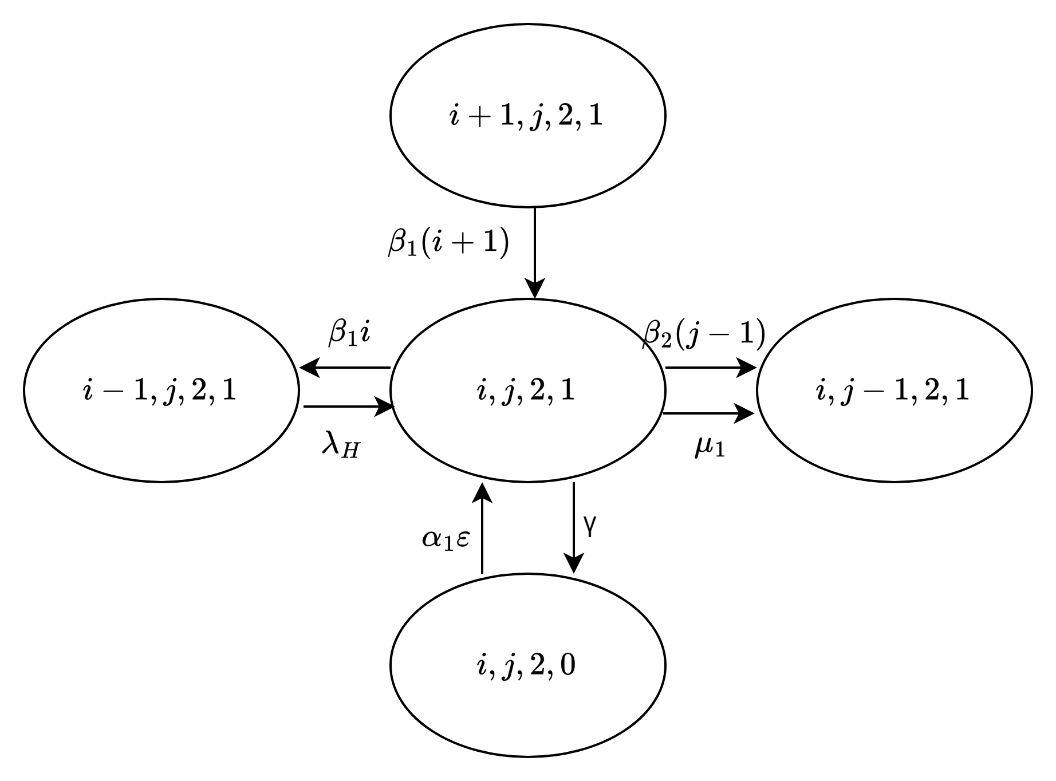 i + 1, j, 2, 1
β₁(i + 1)
β₁i
β₂(j − 1)
i − 1, j, 2, 1
i, j, 2, 1
i, j − 1, 2, 1
λ_H
μ₁
α₁ε
γ
i, j, 2, 0